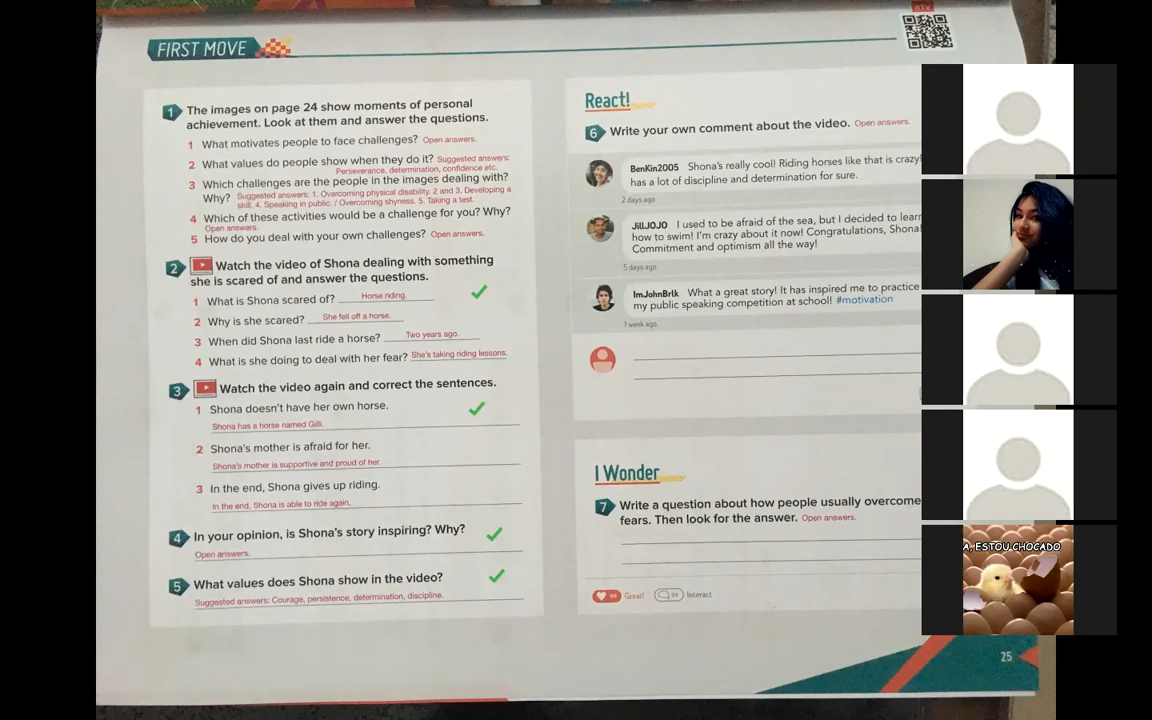 RTV
FIRST MOVE
1 The images on page 24 show moments of personal
achievement. Look at them and answer the questions.
1 What motivates people to face challenges? Open answers.
2 What values do people show when they do it? Suggested answers:
Perseverance, determination, confidence etc.
3 Which challenges are the people in the images dealing with?
Why? Suggested answers: 1. Overcoming physical disability. 2 and 3. Developing a
skill. 4. Speaking in public. / Overcoming shyness. 5. Taking a test.
4 Which of these activities would be a challenge for you? Why?
Open answers.
5 How do you deal with your own challenges? Open answers.
2 Watch the video of Shona dealing with something
she is scared of and answer the questions.
1 What is Shona scared of? Horse riding.
2 Why is she scared? She fell off a horse.
3 When did Shona last ride a horse? Two years ago.
4 What is she doing to deal with her fear? She's taking riding lessons.
3 Watch the video again and correct the sentences.
1 Shona doesn't have her own horse.
Shona has a horse named Gilli.
2 Shona's mother is afraid for her.
Shona's mother is supportive and proud of her.
3 In the end, Shona gives up riding.
In the end, Shona is able to ride again.
4 In your opinion, is Shona's story inspiring? Why?
Open answers.
5 What values does Shona show in the video?
Suggested answers: Courage, persistence, determination, discipline.
React!
6 Write your own comment about the video. Open answers.
BenKin2005 Shona's really cool! Riding horses like that is crazy!
has a lot of discipline and determination for sure.
2 days ago
JillJOJO I used to be afraid of the sea, but I decided to learn
how to swim! I'm crazy about it now! Congratulations, Shona!
Commitment and optimism all the way!
5 days ago
ImJohnBrlk What a great story! It has inspired me to practice
my public speaking competition at school! #motivation
1 week ago
I Wonder
7 Write a question about how people usually overcome
fears. Then look for the answer. Open answers.
99 Great! 99 Interact
25
A, ESTOU CHOCADO